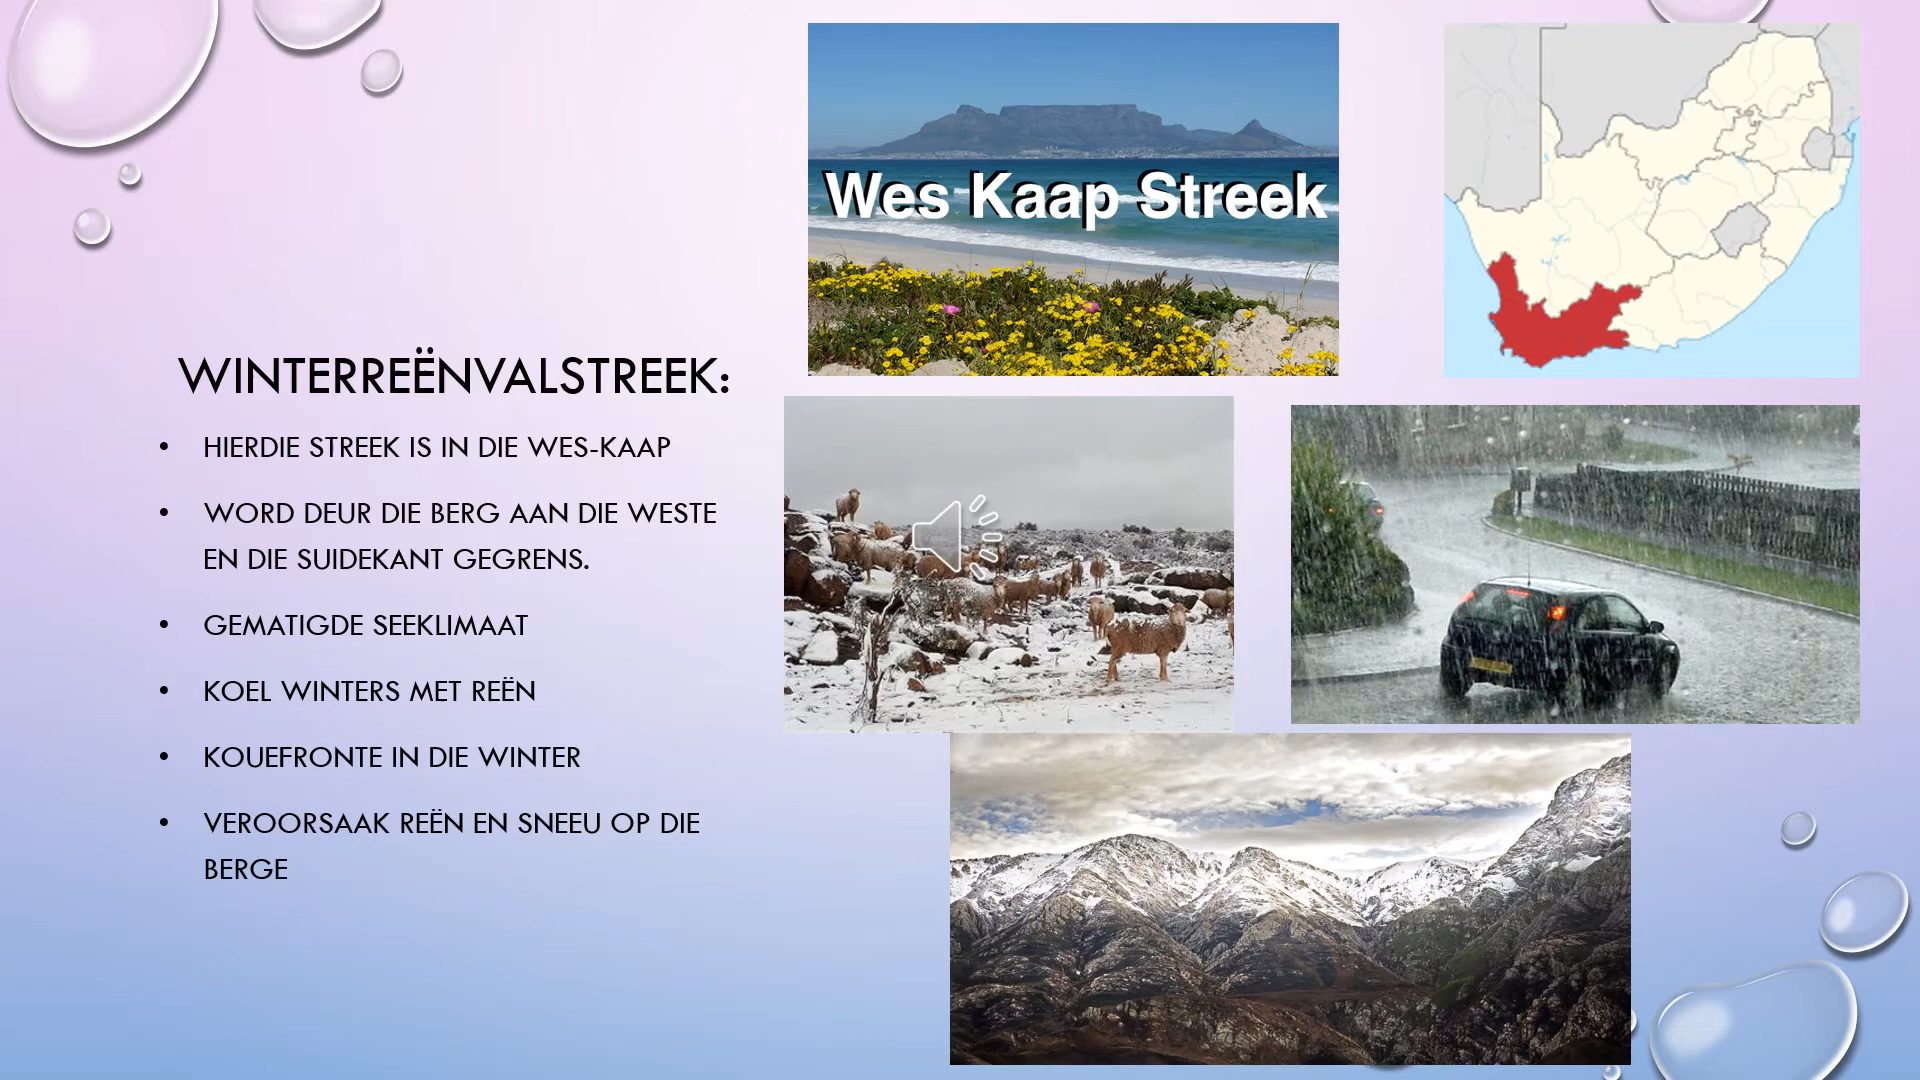 WINTERREËNVALSTREEK:
• HIERDIE STREEK IS IN DIE WES-KAAP
• WORD DEUR DIE BERG AAN DIE WESTE
EN DIE SUIDEKANT GEGRENS.
• GEMATIGDE SEEKLIMAAT
• KOEL WINTERS MET REËN
• KOUEFRONTE IN DIE WINTER
• VEROORSAAK REËN EN SNEEU OP DIE
BERGE
Wes Kaap Streek